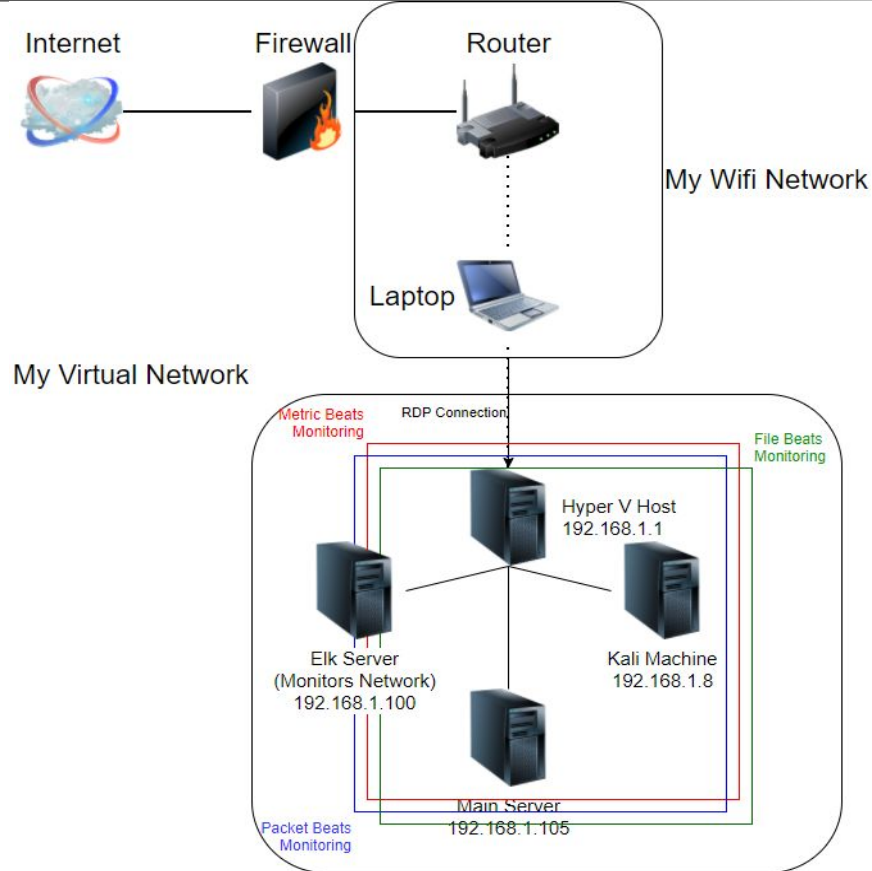 Internet
Firewall
Router
My Wifi Network
Laptop
My Virtual Network
Metric Beats
Monitoring
RDP Connection
File Beats
Monitoring
Hyper V Host
192.168.1.1
Elk Server
(Monitors Network)
192.168.1.100
Kali Machine
192.168.1.8
Main Server
192.168.1.105
Packet Beats
Monitoring